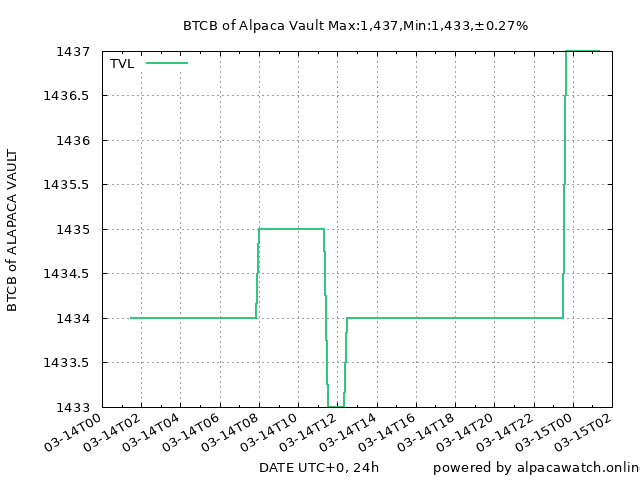 BTCB of Alpaca Vault Max:1,437,Min:1,433,±0.27%
TVL
1437
1436.5
1436
1435.5
1435
1434.5
1434
1433.5
1433
BTCB of ALAPACA VAULT
03-14T00
03-14T02
03-14T04
03-14T06
03-14T08
03-14T10
03-14T12
03-14T14
03-14T16
03-14T18
03-14T20
03-14T22
03-15T00
03-15T02
DATE UTC+0, 24h
powered by alpacawatch.onlin